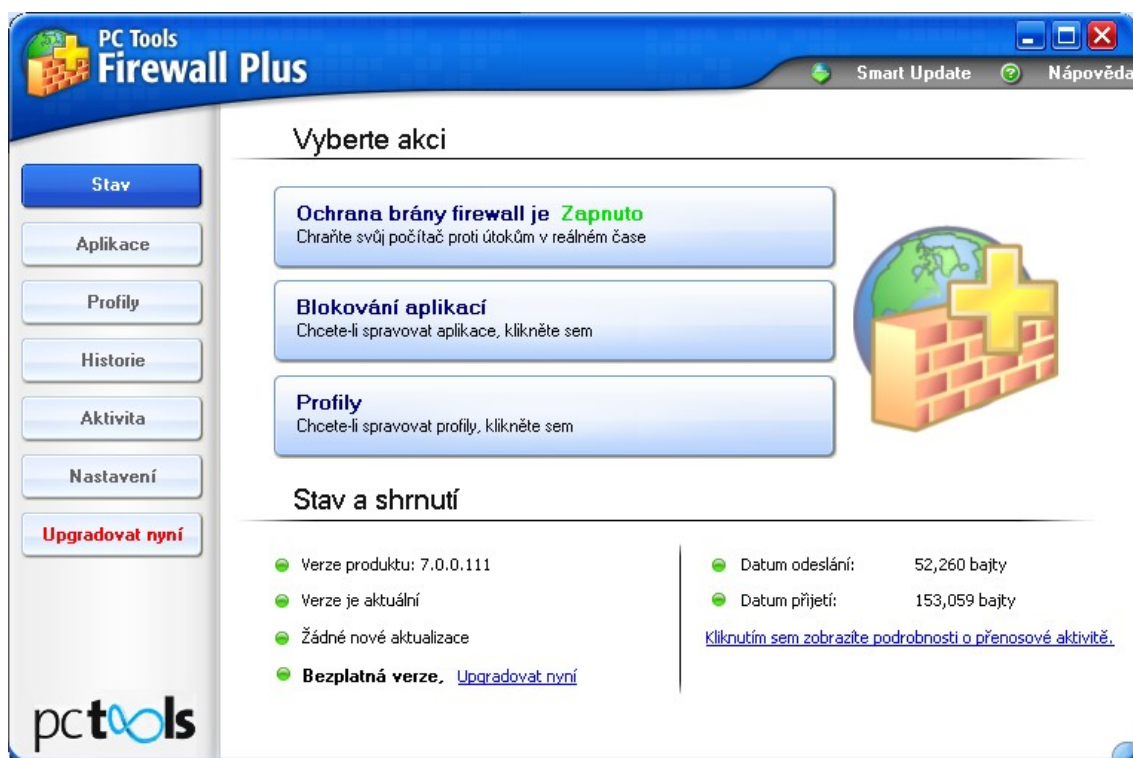 PC Tools
Firewall Plus
Smart Update
Nápověda
Vyberte akci
Stav
Aplikace
Profily
Historie
Aktivita
Nastavení
Upgradovat nyní
Ochrana brány firewall je Zapnuto
Chraňte svůj počítač proti útokům v reálném čase
Blokování aplikací
Chcete-li spravovat aplikace, klikněte sem
Profily
Chcete-li spravovat profily, klikněte sem
Stav a shrnutí
Verze produktu: 7.0.0.111
Verze je aktuální
Žádné nové aktualizace
Bezplatná verze, Upgradovat nyní
Datum odeslání: 52,260 bajty
Datum přijetí: 153,059 bajty
Kliknutím sem zobrazíte podrobnosti o přenosové aktivitě.
pctools